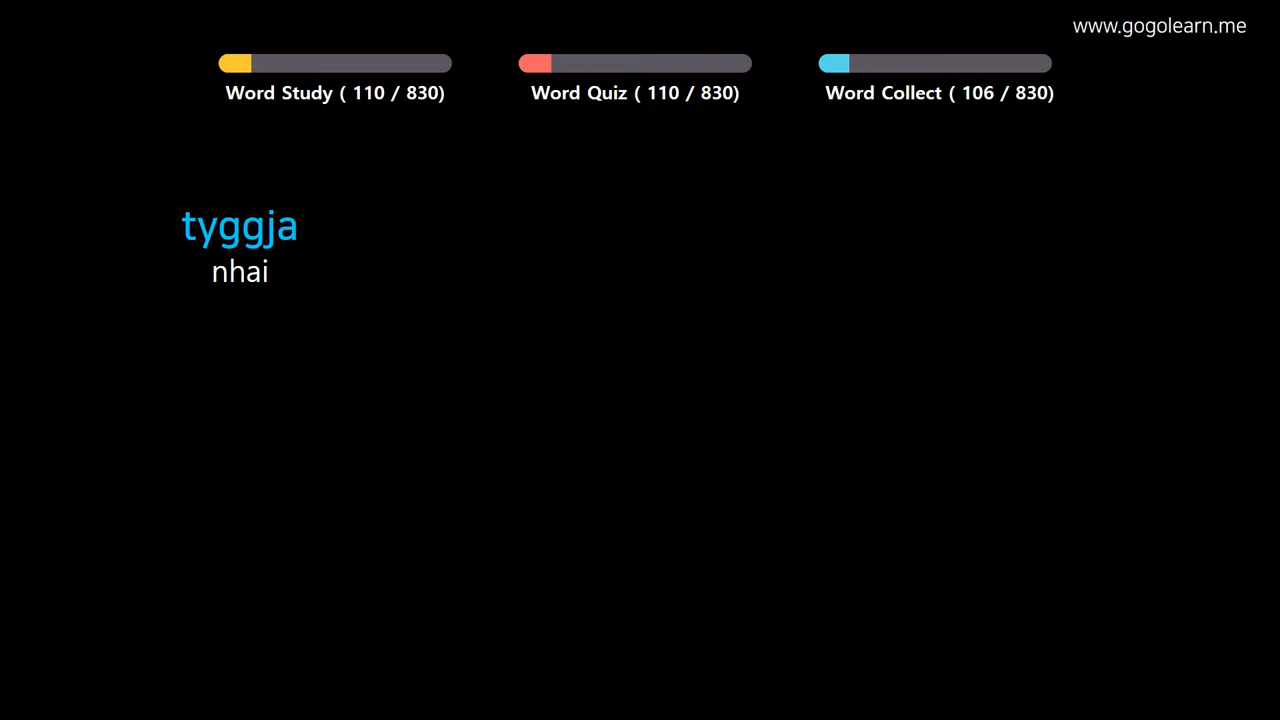 www.gogolearn.me
Word Study ( 110 / 830)
Word Quiz ( 110 / 830)
Word Collect ( 106 / 830)
tyggja
nhai